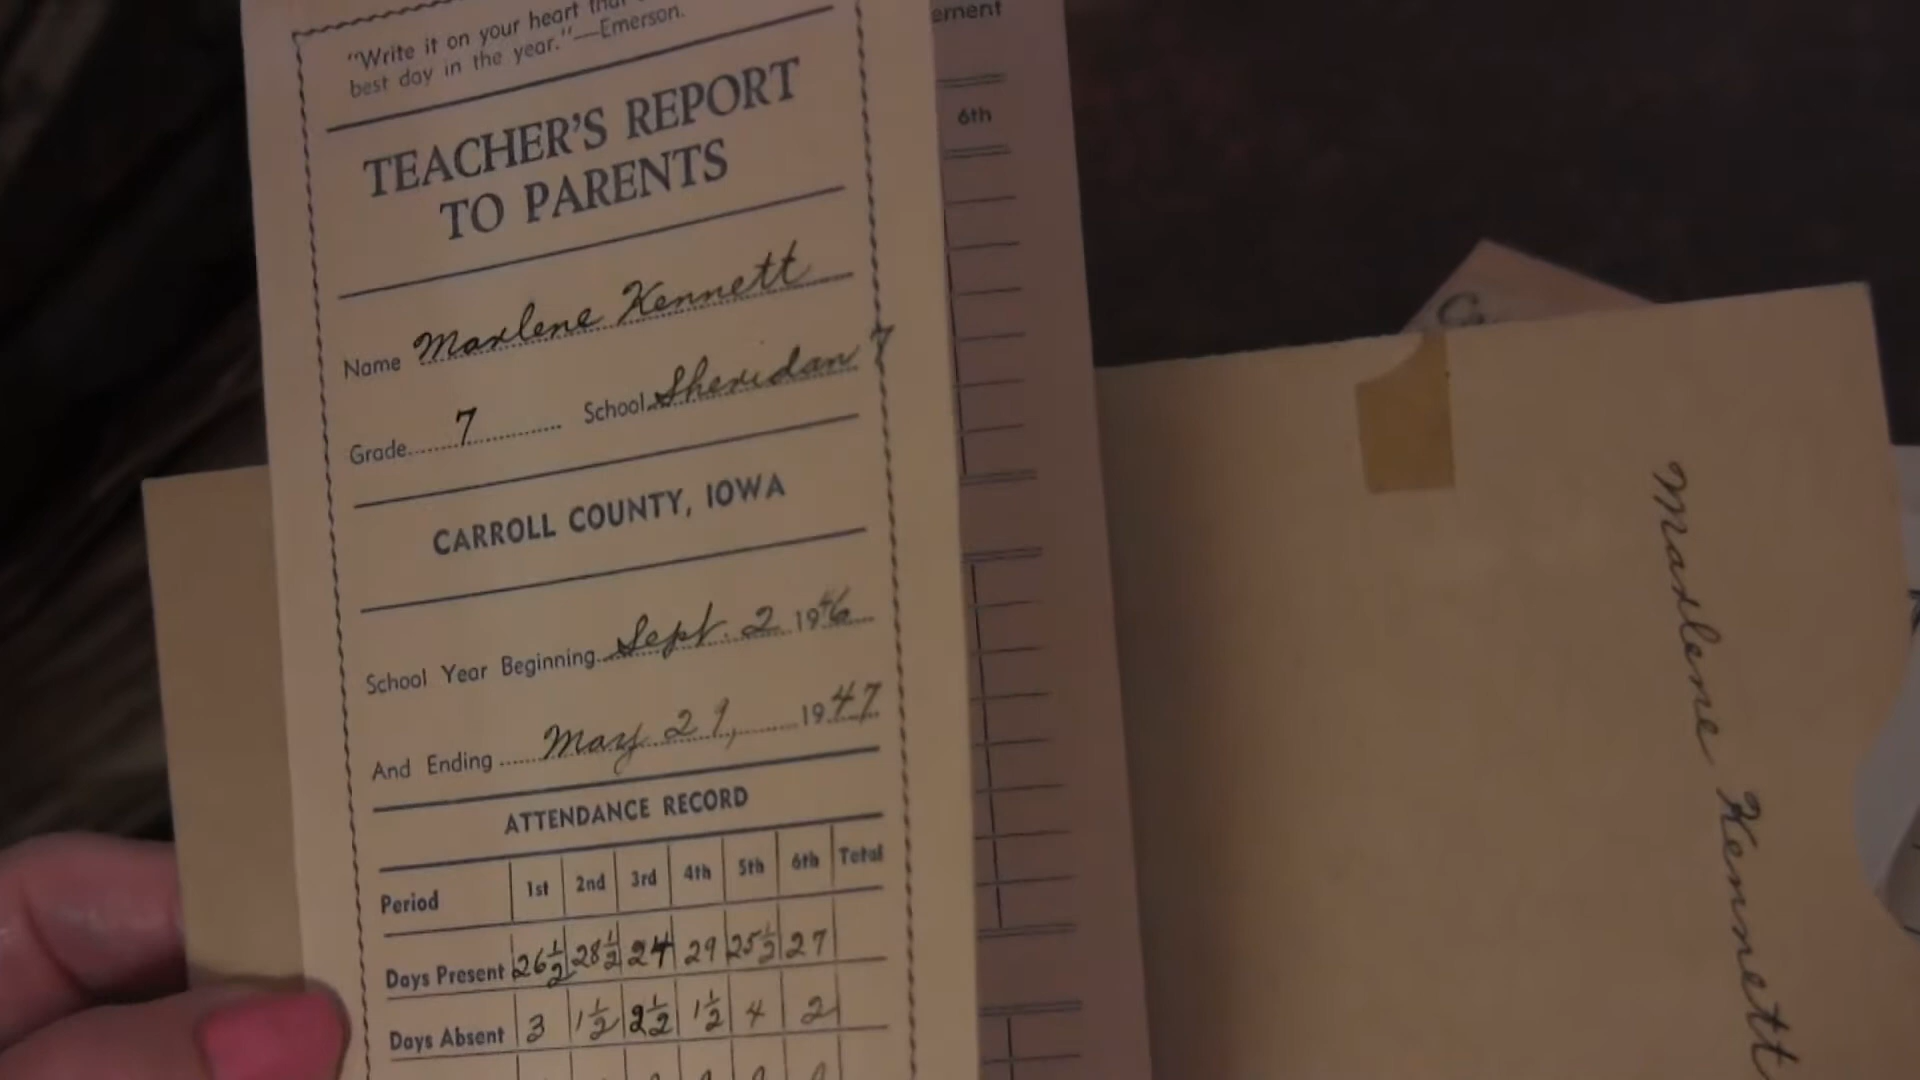 "Write it on your heart that
best day in the year."—Emerson.
TEACHER'S REPORT
TO PARENTS
Name Marlene Kennett
Grade 7 School Sheridan 7
CARROLL COUNTY, IOWA
School Year Beginning Sept. 2 1946
And Ending May 29, 1947
ATTENDANCE RECORD
Period 1st 2nd 3rd 4th 5th 6th Total
Days Present 26½ 28½ 24 29 25½ 27
Days Absent 3 1½ 2½ 1½ 4 2
6th
Marlene Kennett